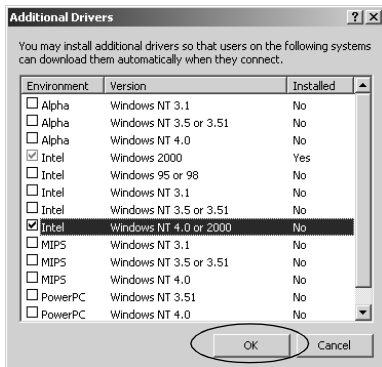 Additional Drivers
You may install additional drivers so that users on the following systems
can download them automatically when they connect.
Environment Version Installed
Alpha Windows NT 3.1 No
Alpha Windows NT 3.5 or 3.51 No
Alpha Windows NT 4.0 No
Intel Windows 2000 Yes
Intel Windows 95 or 98 No
Intel Windows NT 3.1 No
Intel Windows NT 3.5 or 3.51 No
Intel Windows NT 4.0 or 2000 No
MIPS Windows NT 3.1 No
MIPS Windows NT 3.5 or 3.51 No
MIPS Windows NT 4.0 No
PowerPC Windows NT 3.51 No
PowerPC Windows NT 4.0 No
OK Cancel